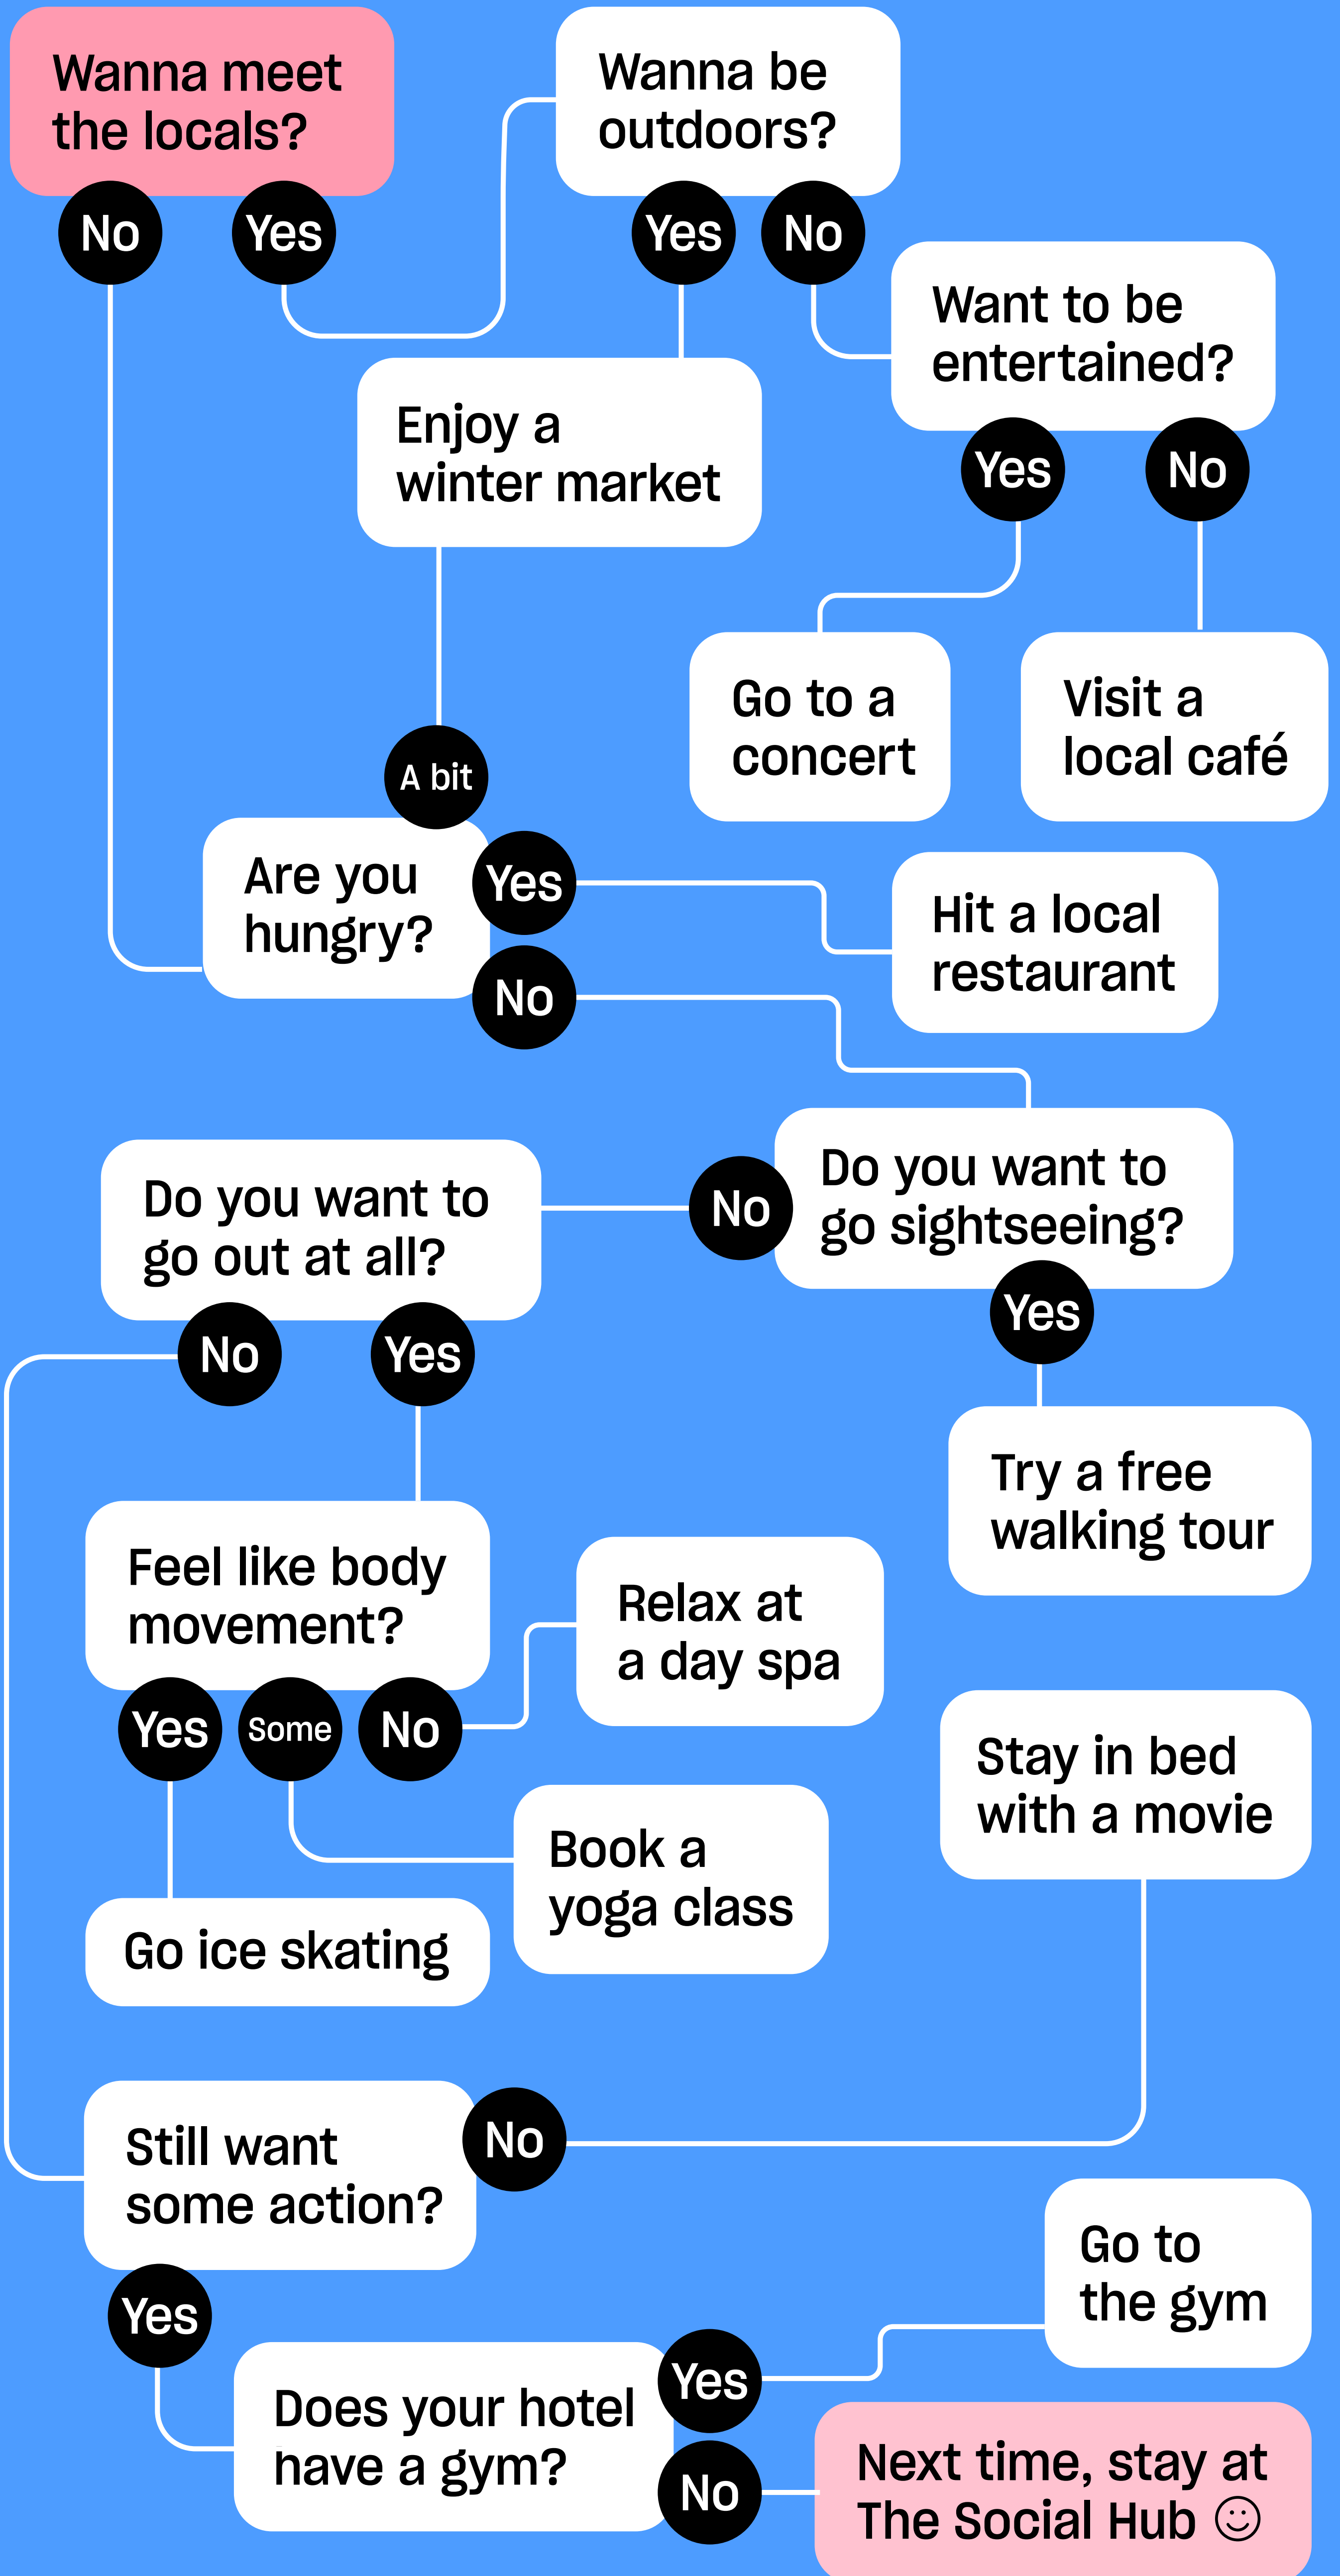 Wanna meet
the locals?
No
Yes
Wanna be
outdoors?
Yes
No
Want to be
entertained?
Yes
No
Enjoy a
winter market
Go to a
concert
Visit a
local café
A bit
Are you
hungry?
Yes
No
Hit a local
restaurant
Do you want to
go sightseeing?
No
Yes
Do you want to
go out at all?
No
Yes
Try a free
walking tour
Feel like body
movement?
Yes
Some
No
Relax at
a day spa
Book a
yoga class
Go ice skating
Stay in bed
with a movie
Still want
some action?
No
Yes
Does your hotel
have a gym?
Yes
No
Go to
the gym
Next time, stay at
The Social Hub ☺